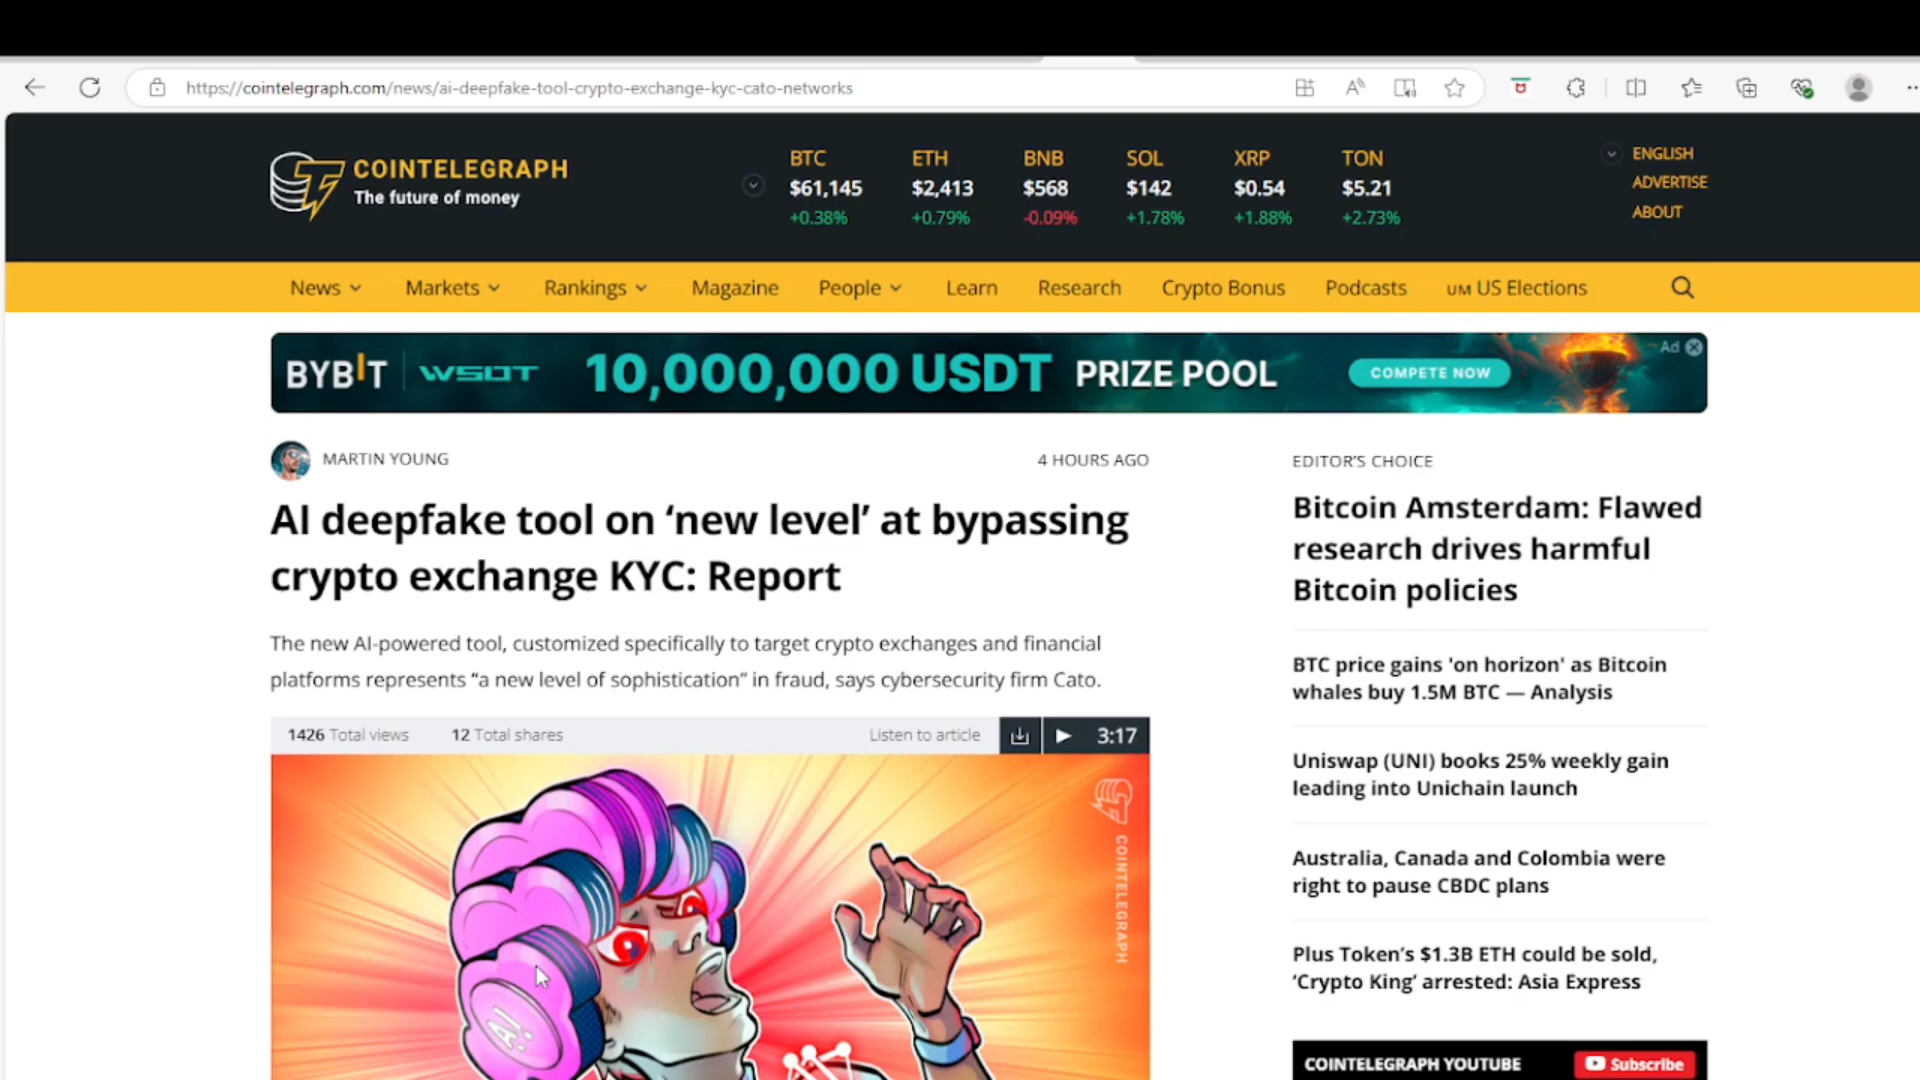 https://cointelegraph.com/news/ai-deepfake-tool-crypto-exchange-kyc-cato-networks
COINTELEGRAPH
The future of money
BTC ETH BNB SOL XRP TON
$61,145 $2,413 $568 $142 $0.54 $5.21
+0.38% +0.79% -0.09% +1.78% +1.88% +2.73%
ENGLISH
ADVERTISE
ABOUT
News Markets Rankings Magazine People Learn Research Crypto Bonus Podcasts UM US Elections
BYBIT WSOT 10,000,000 USDT PRIZE POOL COMPETE NOW Ad
MARTIN YOUNG 4 HOURS AGO
AI deepfake tool on ‘new level’ at bypassing
crypto exchange KYC: Report
The new AI-powered tool, customized specifically to target crypto exchanges and financial
platforms represents “a new level of sophistication” in fraud, says cybersecurity firm Cato.
1426 Total views 12 Total shares Listen to article 3:17
COINTELEGRAPH
AI
EDITOR’S CHOICE
Bitcoin Amsterdam: Flawed
research drives harmful
Bitcoin policies
BTC price gains 'on horizon' as Bitcoin
whales buy 1.5M BTC — Analysis
Uniswap (UNI) books 25% weekly gain
leading into Unichain launch
Australia, Canada and Colombia were
right to pause CBDC plans
Plus Token’s $1.3B ETH could be sold,
‘Crypto King’ arrested: Asia Express
COINTELEGRAPH YOUTUBE Subscribe